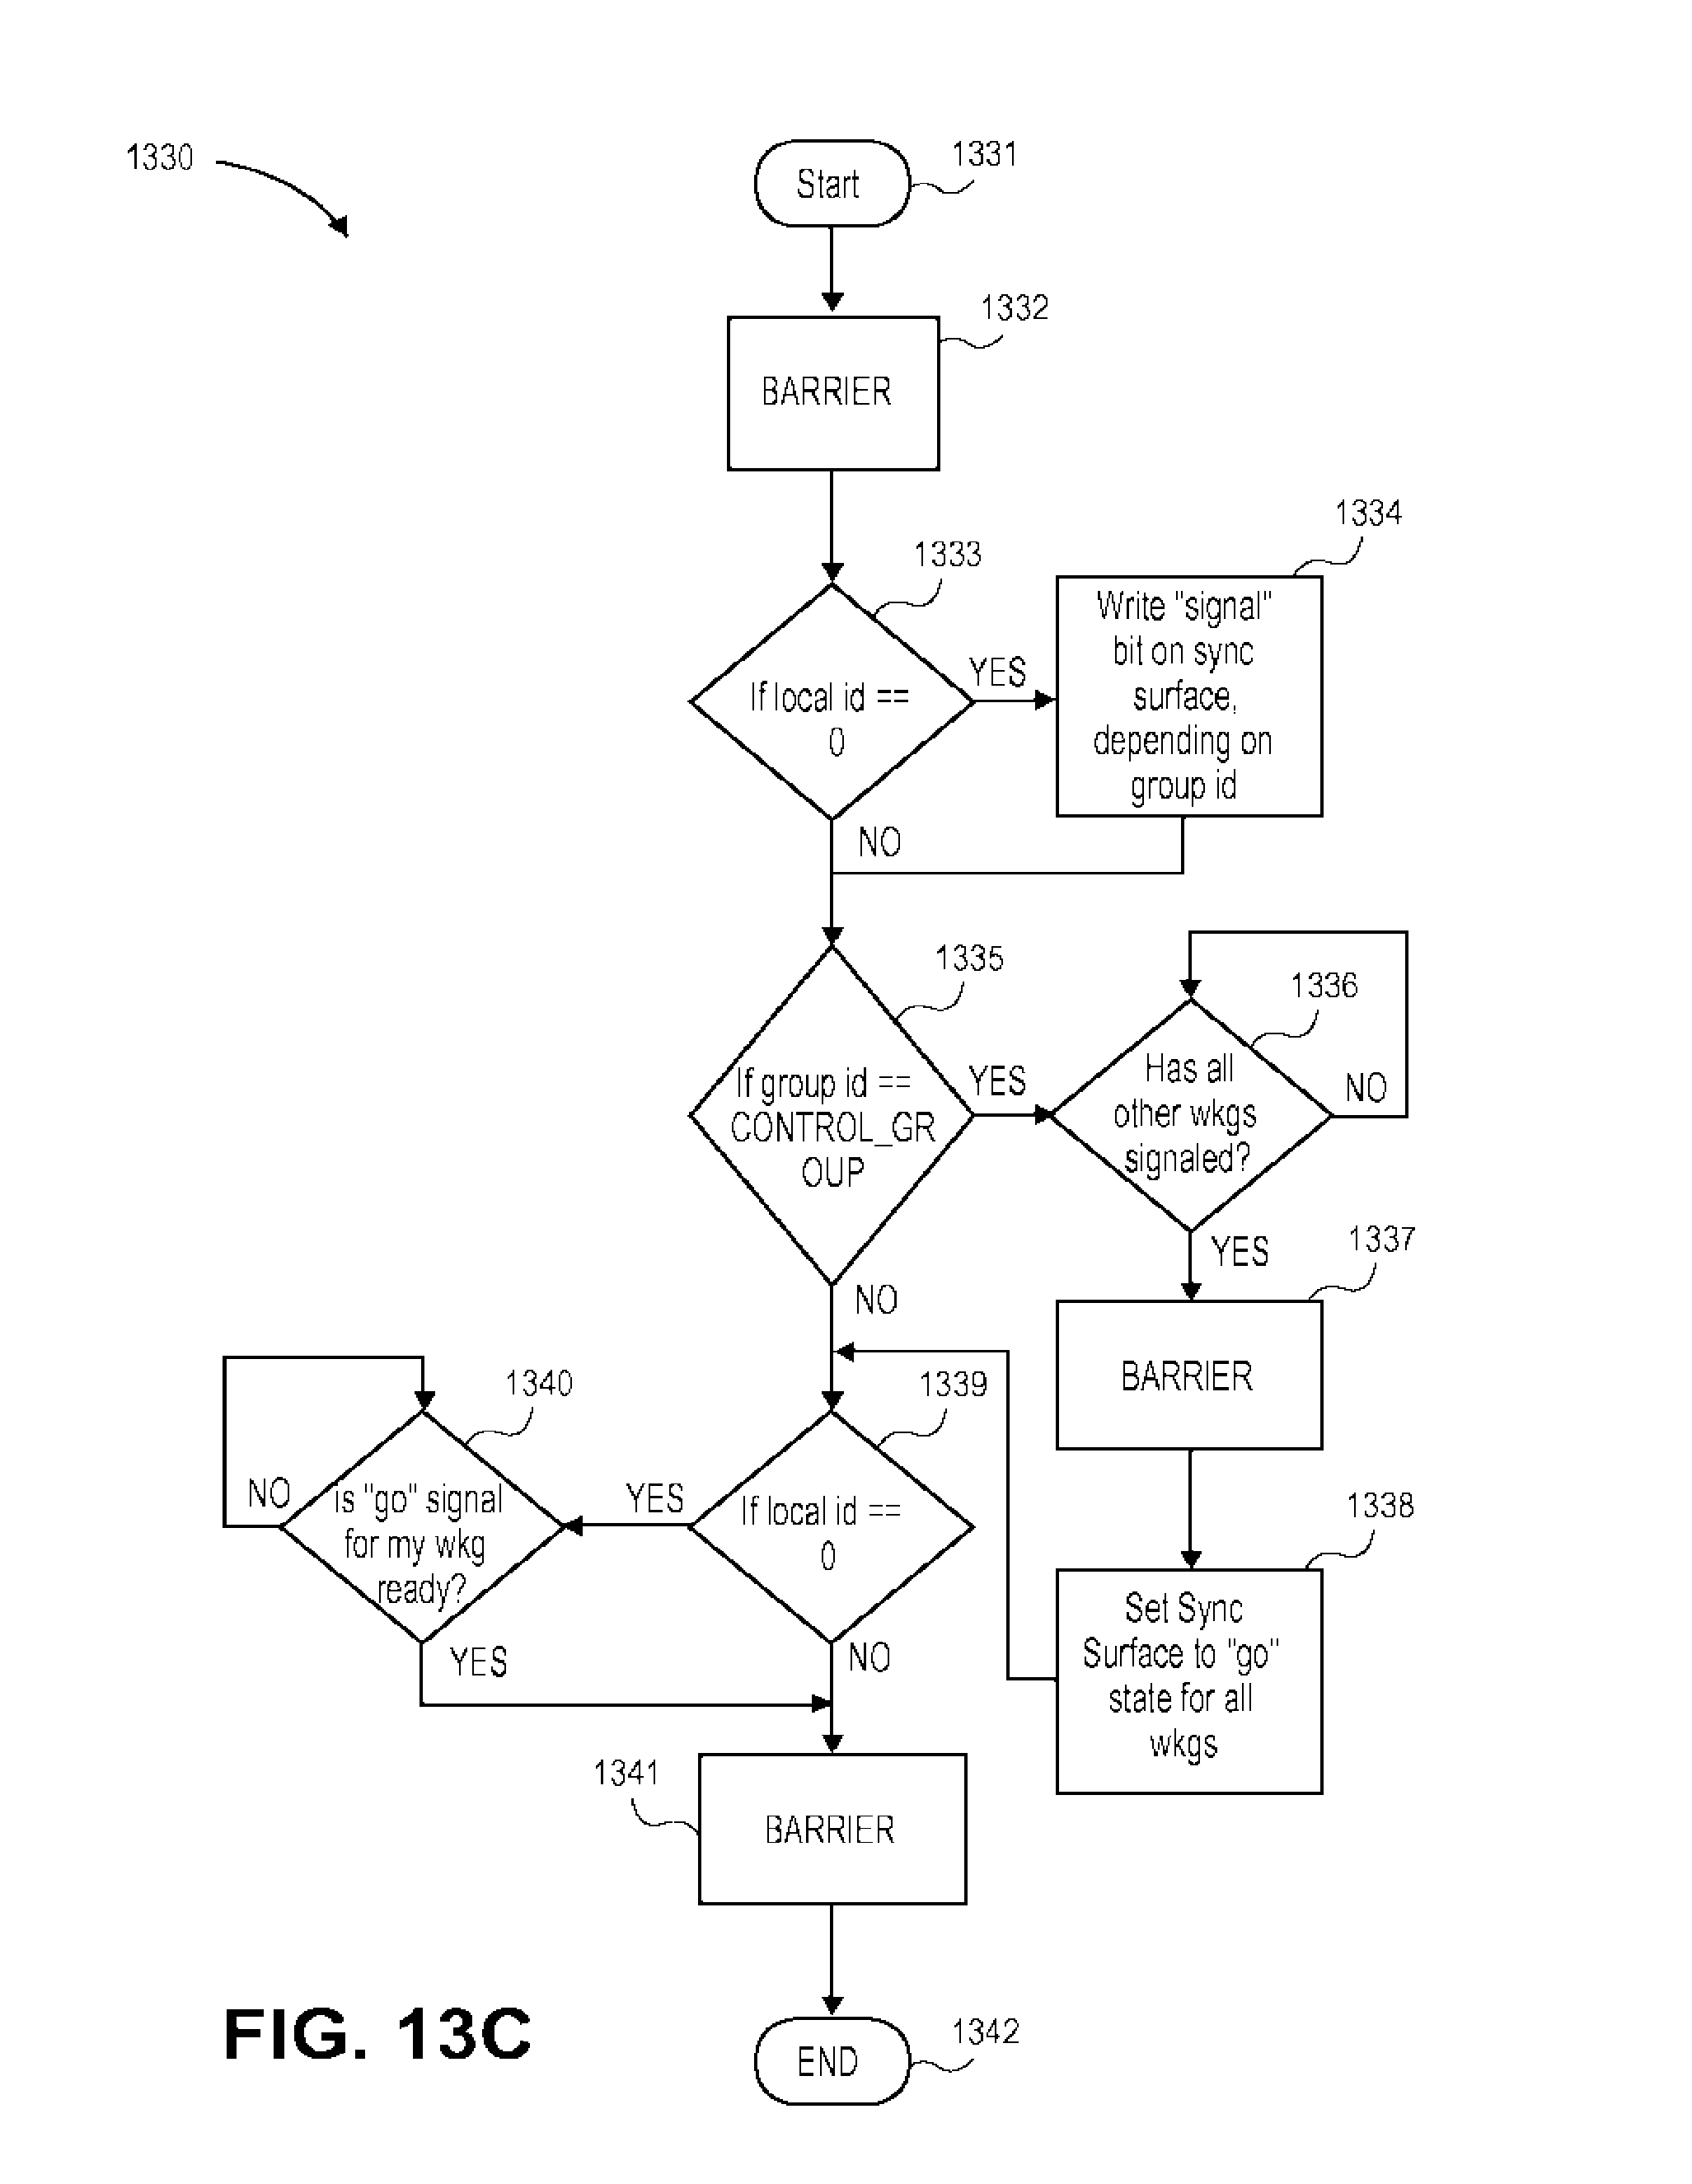 1330
Start
1331
BARRIER
1332
If local id ==
0
1333
YES
NO
Write "signal"
bit on sync
surface,
depending on
group id
1334
If group id ==
CONTROL_GR
OUP
1335
YES
NO
Has all
other wkgs
signaled?
1336
NO
YES
BARRIER
1337
Set Sync
Surface to "go"
state for all
wkgs
1338
If local id ==
0
1339
YES
NO
is "go" signal
for my wkg
ready?
1340
NO
YES
BARRIER
1341
END
1342
FIG. 13C